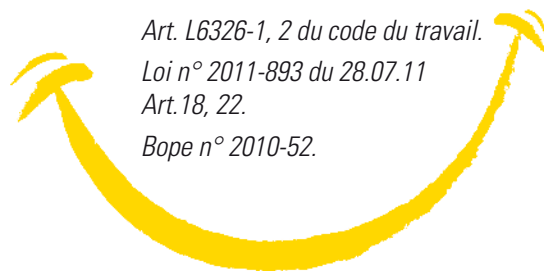 Art. L6326-1, 2 du code du travail.
Loi n° 2011-893 du 28.07.11
Art.18, 22.
Bope n° 2010-52.